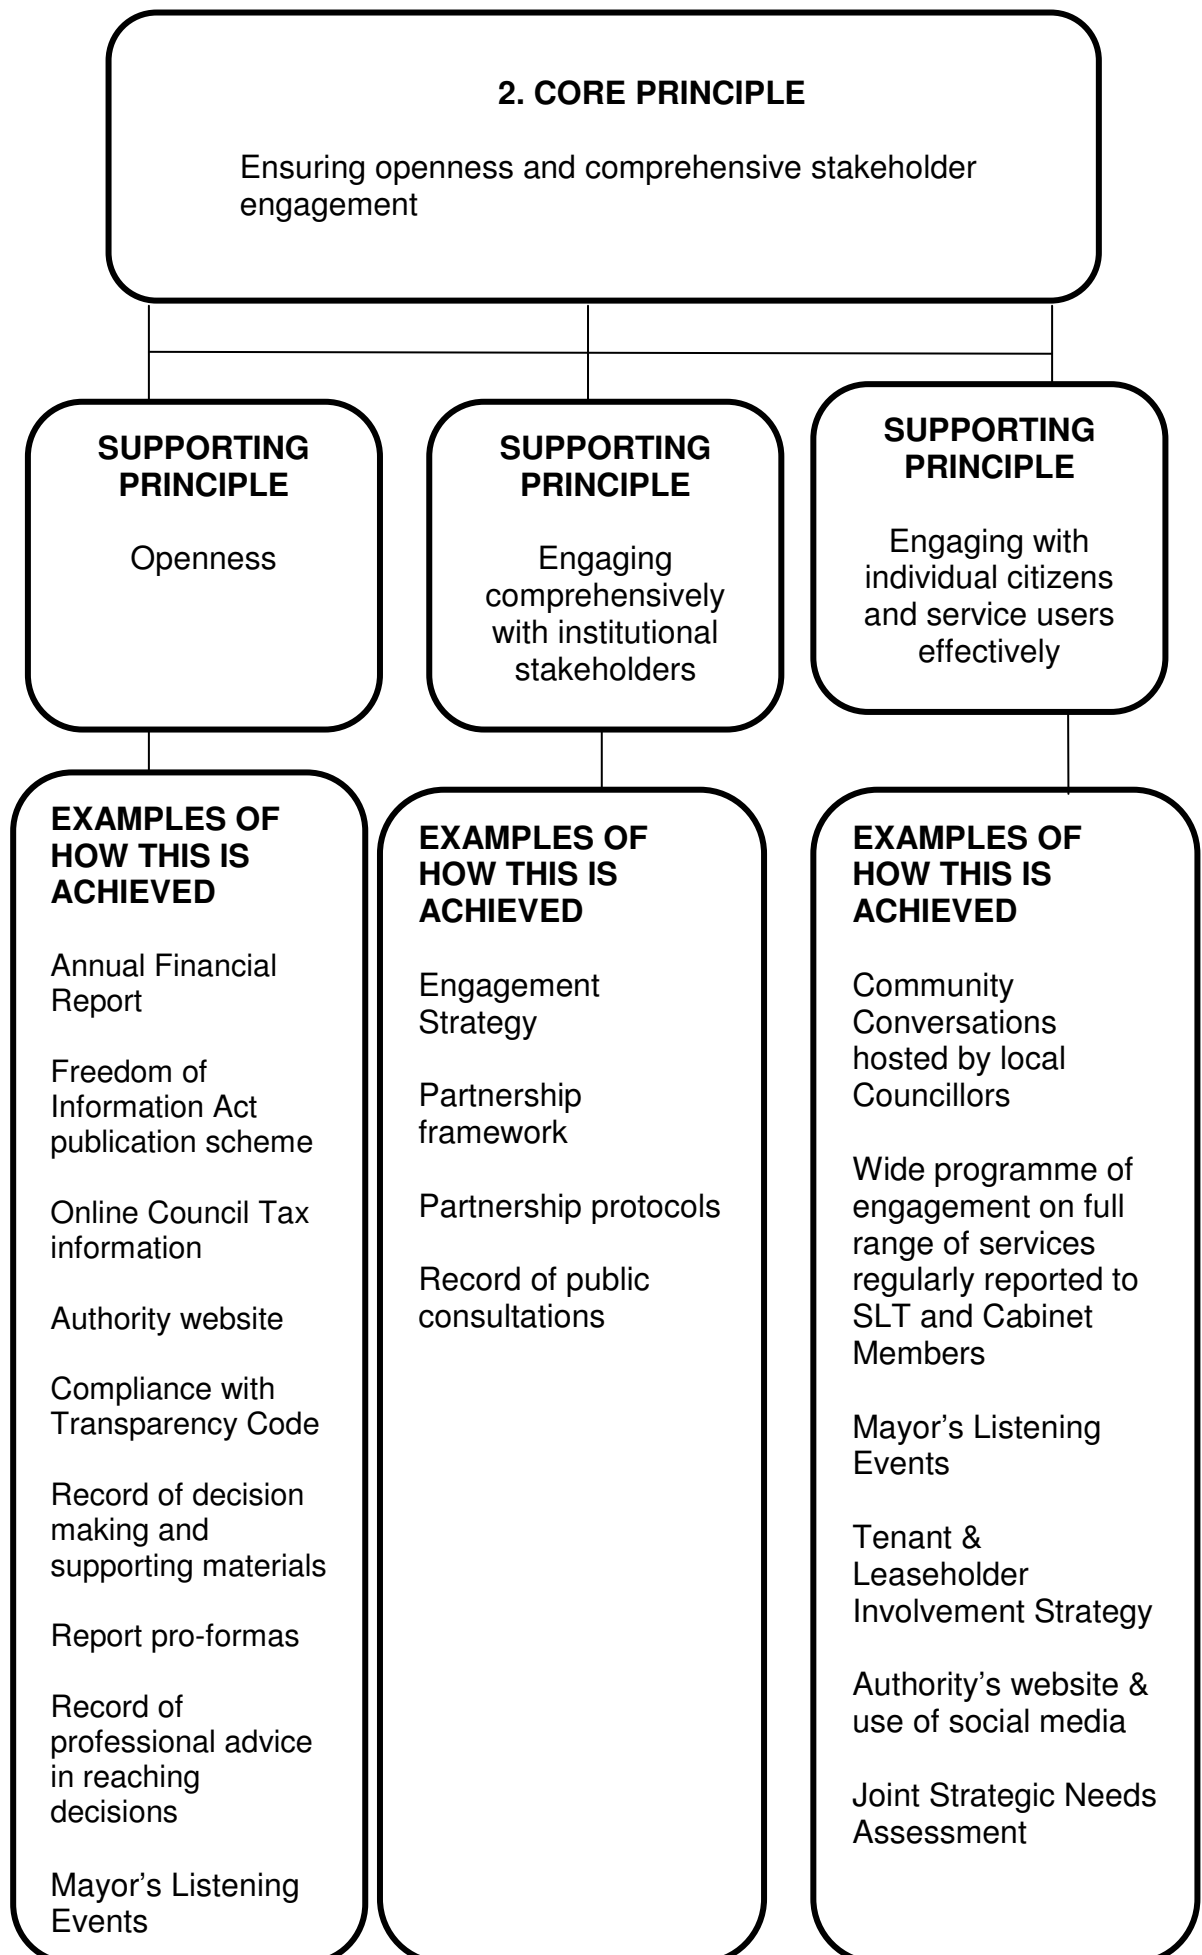 2. CORE PRINCIPLE
Ensuring openness and comprehensive stakeholder
engagement
SUPPORTING
PRINCIPLE
Openness
SUPPORTING
PRINCIPLE
Engaging
comprehensively
with institutional
stakeholders
SUPPORTING
PRINCIPLE
Engaging with
individual citizens
and service users
effectively
EXAMPLES OF
HOW THIS IS
ACHIEVED
Annual Financial
Report
Freedom of
Information Act
publication scheme
Online Council Tax
information
Authority website
Compliance with
Transparency Code
Record of decision
making and
supporting materials
Report pro-formas
Record of
professional advice
in reaching
decisions
Mayor’s Listening
Events
EXAMPLES OF
HOW THIS IS
ACHIEVED
Engagement
Strategy
Partnership
framework
Partnership protocols
Record of public
consultations
EXAMPLES OF
HOW THIS IS
ACHIEVED
Community
Conversations
hosted by local
Councillors
Wide programme of
engagement on full
range of services
regularly reported to
SLT and Cabinet
Members
Mayor’s Listening
Events
Tenant &
Leaseholder
Involvement Strategy
Authority’s website &
use of social media
Joint Strategic Needs
Assessment